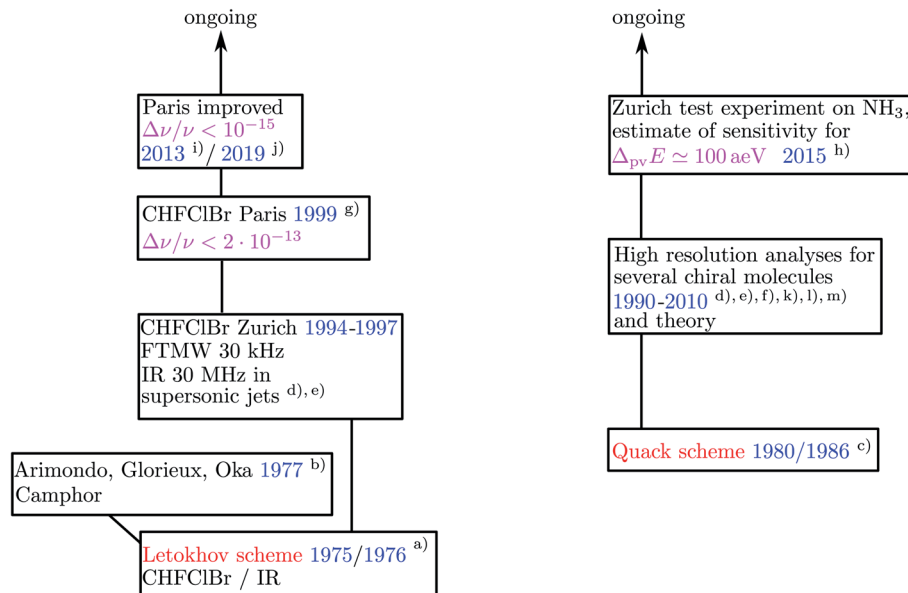 ongoing
Paris improved
Δν/ν < 10⁻¹⁵
2013 i)/ 2019 j)
CHFClBr Paris 1999 g)
Δν/ν < 2 · 10⁻¹³
CHFClBr Zurich 1994-1997
FTMW 30 kHz
IR 30 MHz in
supersonic jets d), e)
Arimondo, Glorieux, Oka 1977 b)
Camphor
Letokhov scheme 1975/1976 a)
CHFClBr / IR
ongoing
Zurich test experiment on NH₃,
estimate of sensitivity for
Δ_pv E ≃ 100 aeV 2015 h)
High resolution analyses for
several chiral molecules
1990-2010 d), e), f), k), l), m)
and theory
Quack scheme 1980/1986 c)